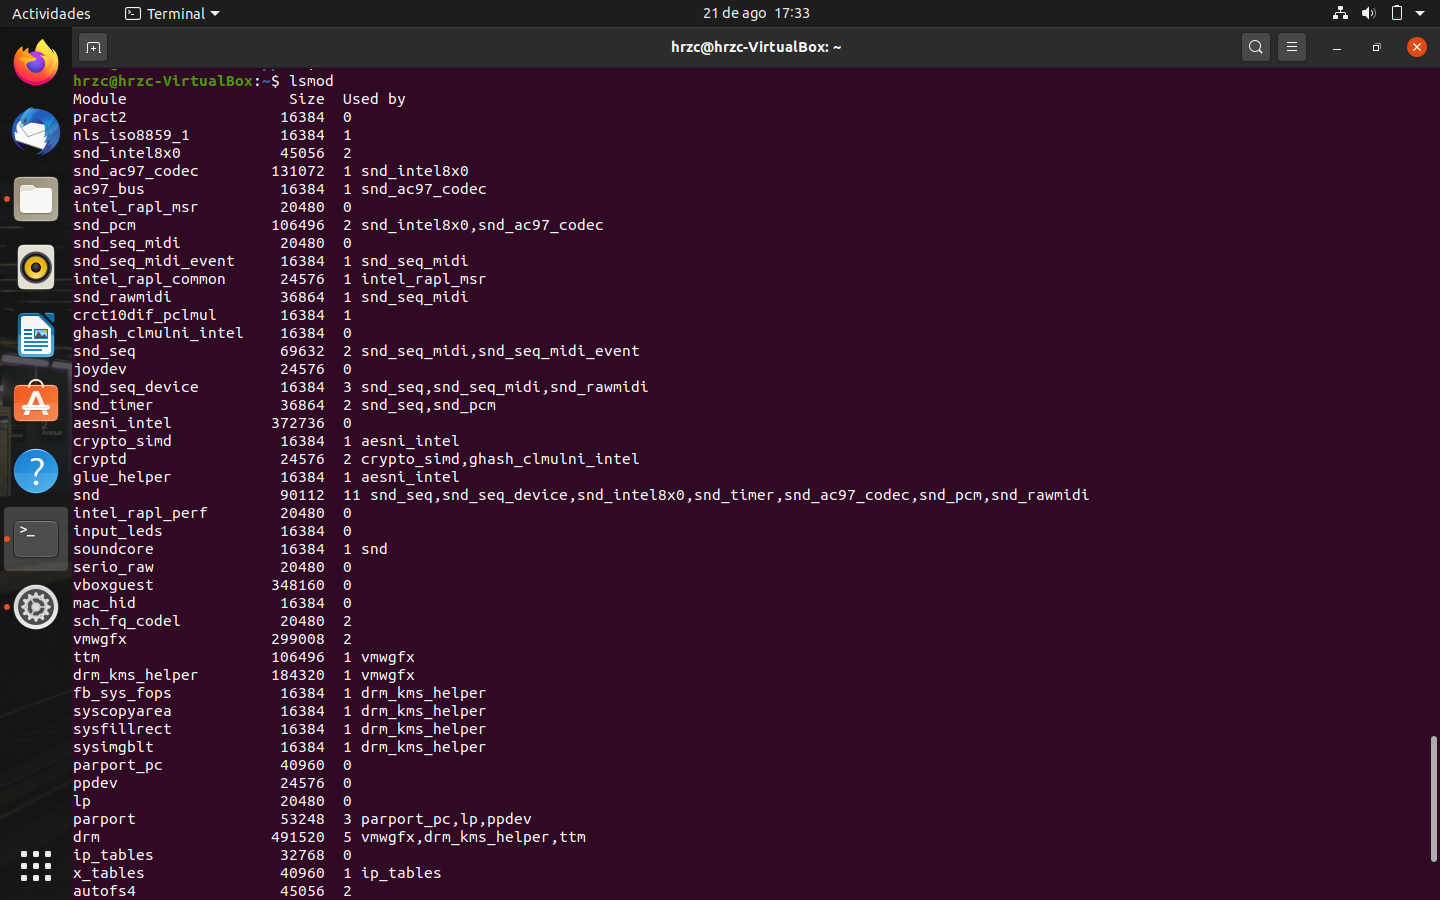 Actividades Terminal 21 de ago 17:33
hrzc@hrzc-VirtualBox: ~
hrzc@hrzc-VirtualBox:~$ lsmod
Module Size Used by
pract2 16384 0
nls_iso8859_1 16384 1
snd_intel8x0 45056 2
snd_ac97_codec 131072 1 snd_intel8x0
ac97_bus 16384 1 snd_ac97_codec
intel_rapl_msr 20480 0
snd_pcm 106496 2 snd_intel8x0,snd_ac97_codec
snd_seq_midi 20480 0
snd_seq_midi_event 16384 1 snd_seq_midi
intel_rapl_common 24576 1 intel_rapl_msr
snd_rawmidi 36864 1 snd_seq_midi
crct10dif_pclmul 16384 1
ghash_clmulni_intel 16384 0
snd_seq 69632 2 snd_seq_midi,snd_seq_midi_event
joydev 24576 0
snd_seq_device 16384 3 snd_seq,snd_seq_midi,snd_rawmidi
snd_timer 36864 2 snd_seq,snd_pcm
aesni_intel 372736 0
crypto_simd 16384 1 aesni_intel
cryptd 24576 2 crypto_simd,ghash_clmulni_intel
glue_helper 16384 1 aesni_intel
snd 90112 11 snd_seq,snd_seq_device,snd_intel8x0,snd_timer,snd_ac97_codec,snd_pcm,snd_rawmidi
intel_rapl_perf 20480 0
input_leds 16384 0
soundcore 16384 1 snd
serio_raw 20480 0
vboxguest 348160 0
mac_hid 16384 0
sch_fq_codel 20480 2
vmwgfx 299008 2
ttm 106496 1 vmwgfx
drm_kms_helper 184320 1 vmwgfx
fb_sys_fops 16384 1 drm_kms_helper
syscopyarea 16384 1 drm_kms_helper
sysfillrect 16384 1 drm_kms_helper
sysimgblt 16384 1 drm_kms_helper
parport_pc 40960 0
ppdev 24576 0
lp 20480 0
parport 53248 3 parport_pc,lp,ppdev
drm 491520 5 vmwgfx,drm_kms_helper,ttm
ip_tables 32768 0
x_tables 40960 1 ip_tables
autofs4 45056 2